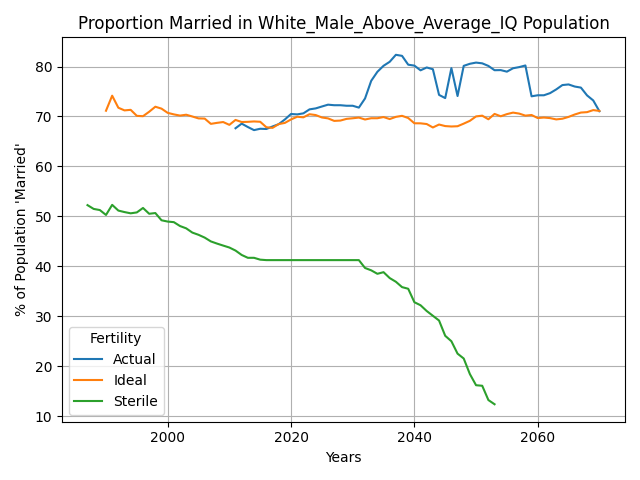 Proportion Married in White_Male_Above_Average_IQ Population
% of Population 'Married'
80
70
60
50
40
30
20
10
Fertility
Actual
Ideal
Sterile
2000 2020 2040 2060
Years